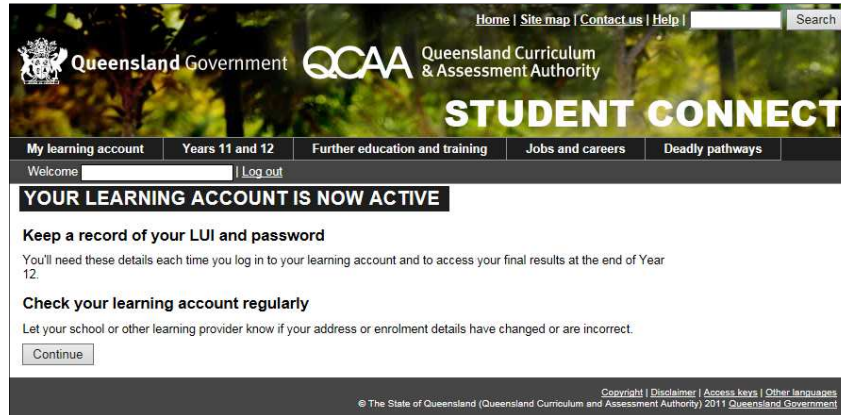 Home | Site map | Contact us | Help | Search
Queensland Government QCAA Queensland Curriculum
& Assessment Authority
STUDENT CONNECT
My learning account Years 11 and 12 Further education and training Jobs and careers Deadly pathways
Welcome | Log out
YOUR LEARNING ACCOUNT IS NOW ACTIVE
Keep a record of your LUI and password
You'll need these details each time you log in to your learning account and to access your final results at the end of Year
12.
Check your learning account regularly
Let your school or other learning provider know if your address or enrolment details have changed or are incorrect.
Continue
Copyright | Disclaimer | Access keys | Other languages
© The State of Queensland (Queensland Curriculum and Assessment Authority) 2011 Queensland Government